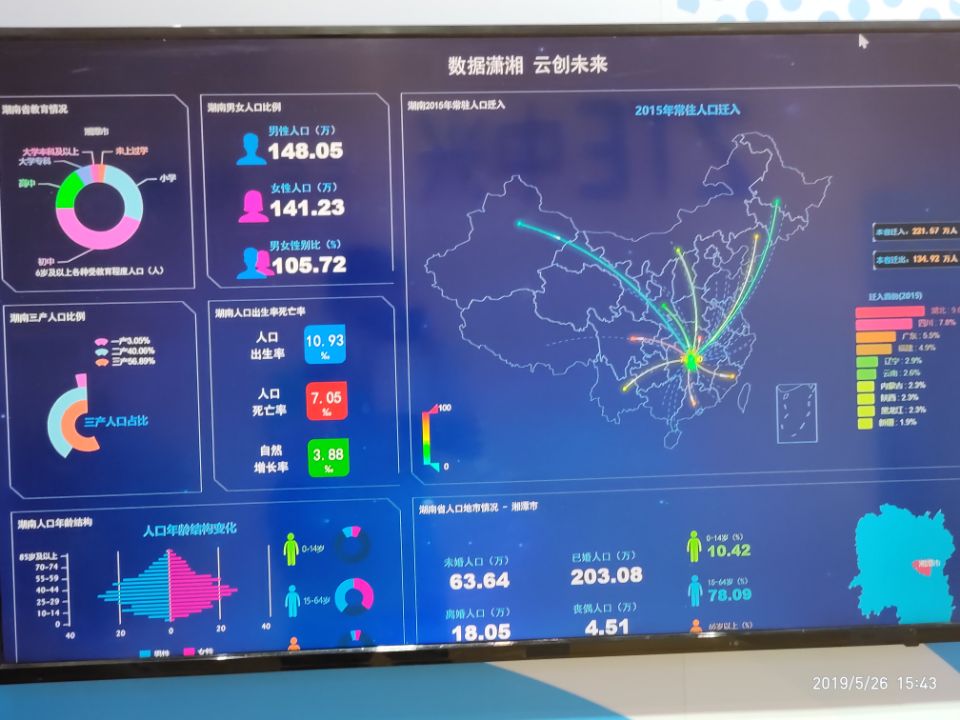 数据潇湘 云创未来
湖南省教育情况
湘潭市
大学本科及以上
未上过学
大学专科
高中
小学
初中
6岁及以上各种受教育程度人口（人）
湖南男女人口比例
男性人口（万）
148.05
女性人口（万）
141.23
男女性别比（%）
105.72
湖南三产人口比例
一产3.05%
二产40.06%
三产56.89%
三产人口占比
湖南人口出生率死亡率
人口
出生率
10.93
‰
人口
死亡率
7.05
‰
自然
增长率
3.88
‰
湖南2015年常驻人口迁入
2015年常住人口迁入
本省迁入：221.57 万人
本省迁出：134.92 万人
迁入实例(2015)
湖北：9.
四川：7.8%
广东：5.5%
福建：4.9%
辽宁：2.9%
云南：2.6%
内蒙古：2.3%
陕西：2.3%
黑龙江：2.3%
新疆：1.9%
100
0
湖南人口年龄结构
人口年龄结构变化
65岁及以上
70-74
55-59
40-44
25-29
10-14
0
40
20
0
20
40
男性
女性
0-14岁
15-64岁
湖南省人口地市情况 - 湘潭市
未婚人口（万）
63.64
已婚人口（万）
203.08
离婚人口（万）
18.05
丧偶人口（万）
4.51
0-14岁（%）
10.42
15-64岁（%）
78.09
65岁以上（%）
湘潭市
2019/5/26 15:43